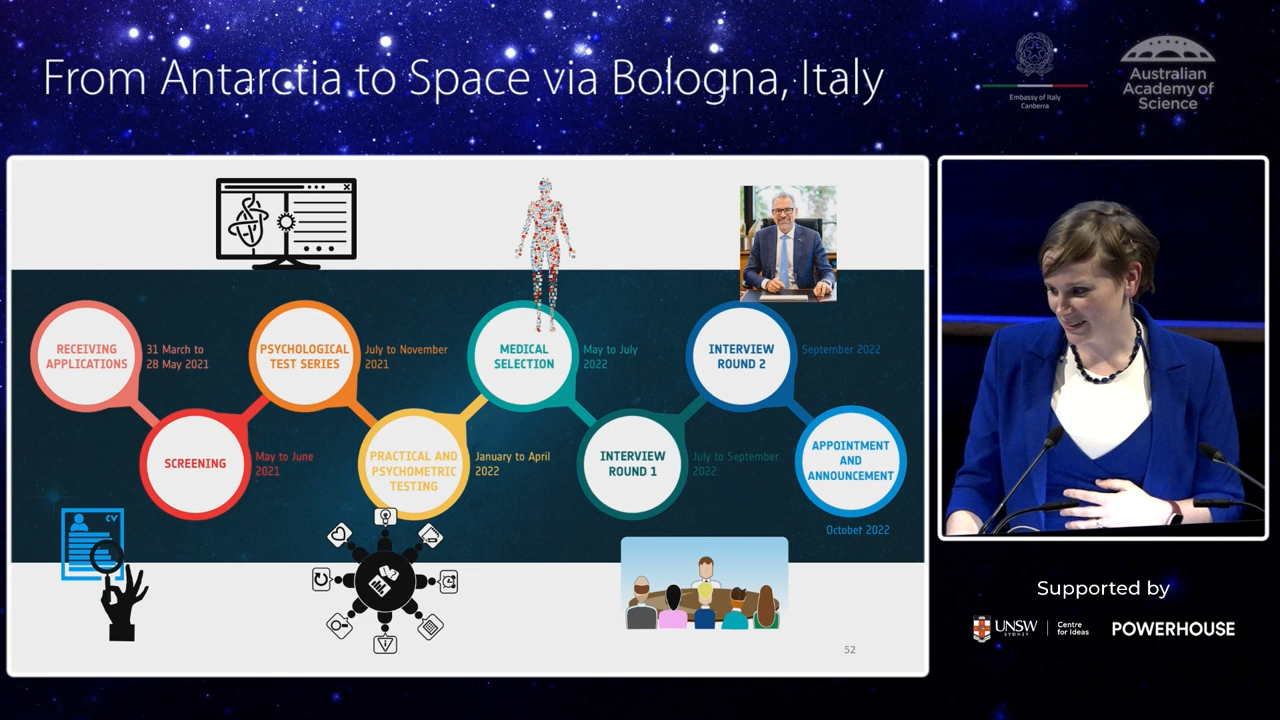 From Antarctia to Space via Bologna, Italy
Embassy of Italy
Canberra
Australian
Academy of
Science
RECEIVING
APPLICATIONS
31 March to
28 May 2021
SCREENING
May to June
2021
PSYCHOLOGICAL
TEST SERIES
July to November
2021
PRACTICAL AND
PSYCHOMETRIC
TESTING
January to April
2022
MEDICAL
SELECTION
May to July
2022
INTERVIEW
ROUND 1
July to September.
2022
INTERVIEW
ROUND 2
September 2022
APPOINTMENT
AND
ANNOUNCEMENT
October 2022
CV
52
Supported by
UNSW
SYDNEY
Centre
for Ideas
POWERHOUSE